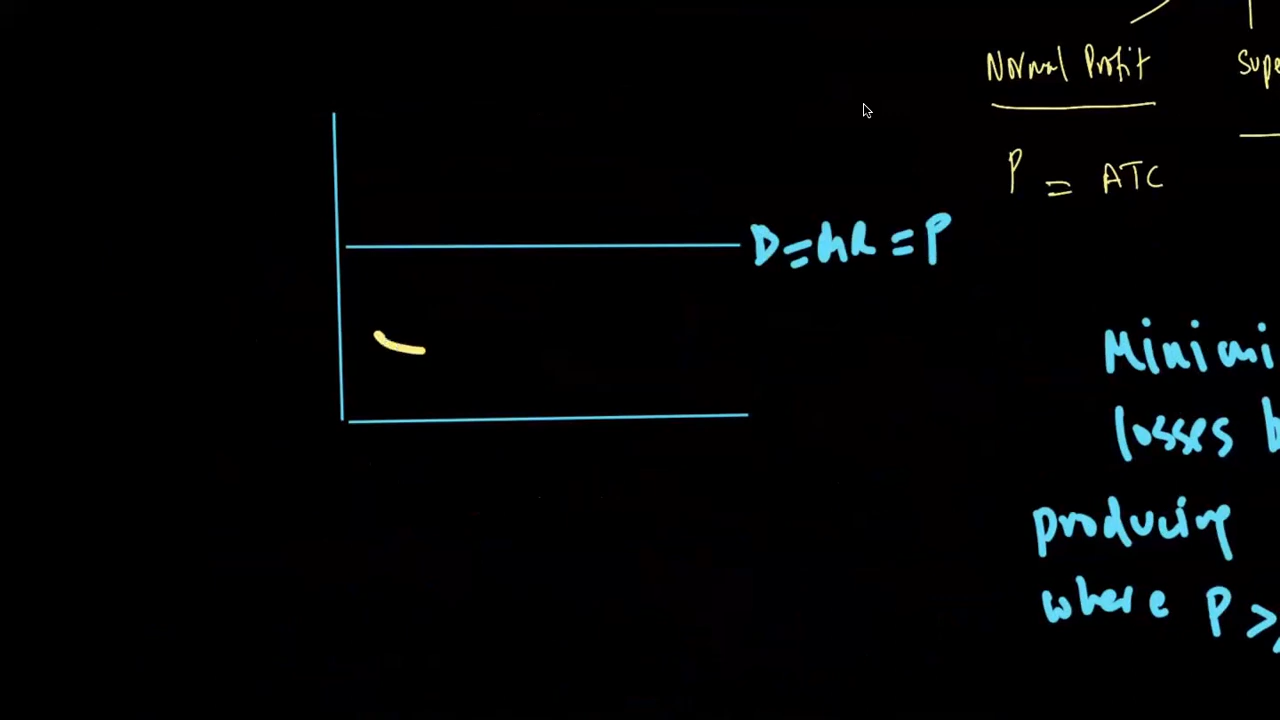 Normal Profit Supe
P = ATC
D = MR = P
Minimi
losses b
producing
where P >